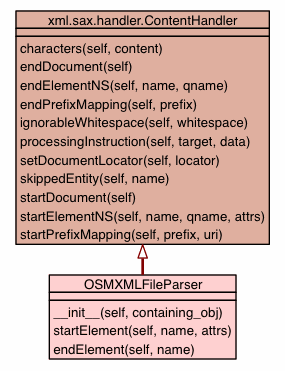 xml.sax.handler.ContentHandler
characters(self, content)
endDocument(self)
endElementNS(self, name, qname)
endPrefixMapping(self, prefix)
ignorableWhitespace(self, whitespace)
processingInstruction(self, target, data)
setDocumentLocator(self, locator)
skippedEntity(self, name)
startDocument(self)
startElementNS(self, name, qname, attrs)
startPrefixMapping(self, prefix, uri)
OSMXMLFileParser
__init__(self, containing_obj)
startElement(self, name, attrs)
endElement(self, name)